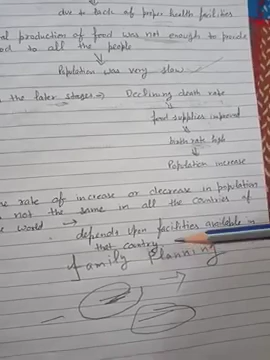 due to lack of proper health facilities
production of food was not enough to provide
to all the people
Population was very slow
the later stages → Declining death rate
food supplies improved
birth rate high
Population increase
rate of increase or decrease in population
not the same in all the countries of
world → depends upon facilities available in
that country.
Family Planning